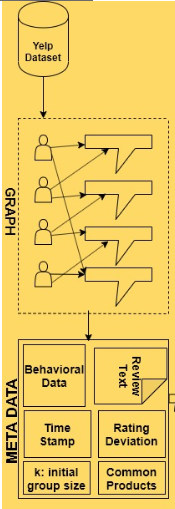 Yelp
Dataset
GRAPH
META DATA
Behavioral
Data
Review
Text
Time
Stamp
Rating
Deviation
k: initial
group size
Common
Products